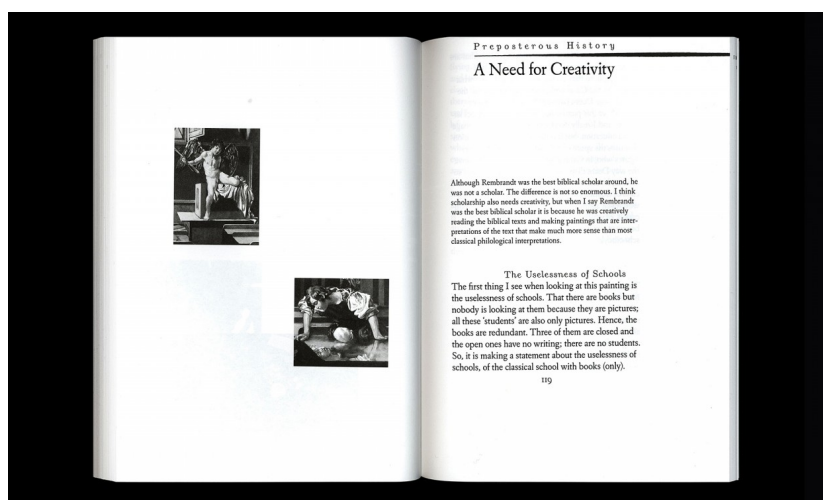 Preposterous History
A Need for Creativity
Although Rembrandt was the best biblical scholar around, he
was not a scholar. The difference is not so enormous. I think
scholarship also needs creativity, but when I say Rembrandt
was the best biblical scholar it is because he was creatively
reading the biblical texts and making paintings that are inter-
pretations of the text that make much more sense than most
classical philological interpretations.
The Uselessness of Schools
The first thing I see when looking at this painting is
the uselessness of schools. That there are books but
nobody is looking at them because they are pictures;
all these 'students' are also only pictures. Hence, the
books are redundant. Three of them are closed and
the open ones have no writing; there are no students.
So, it is making a statement about the uselessness of
schools, of the classical school with books (only).
119